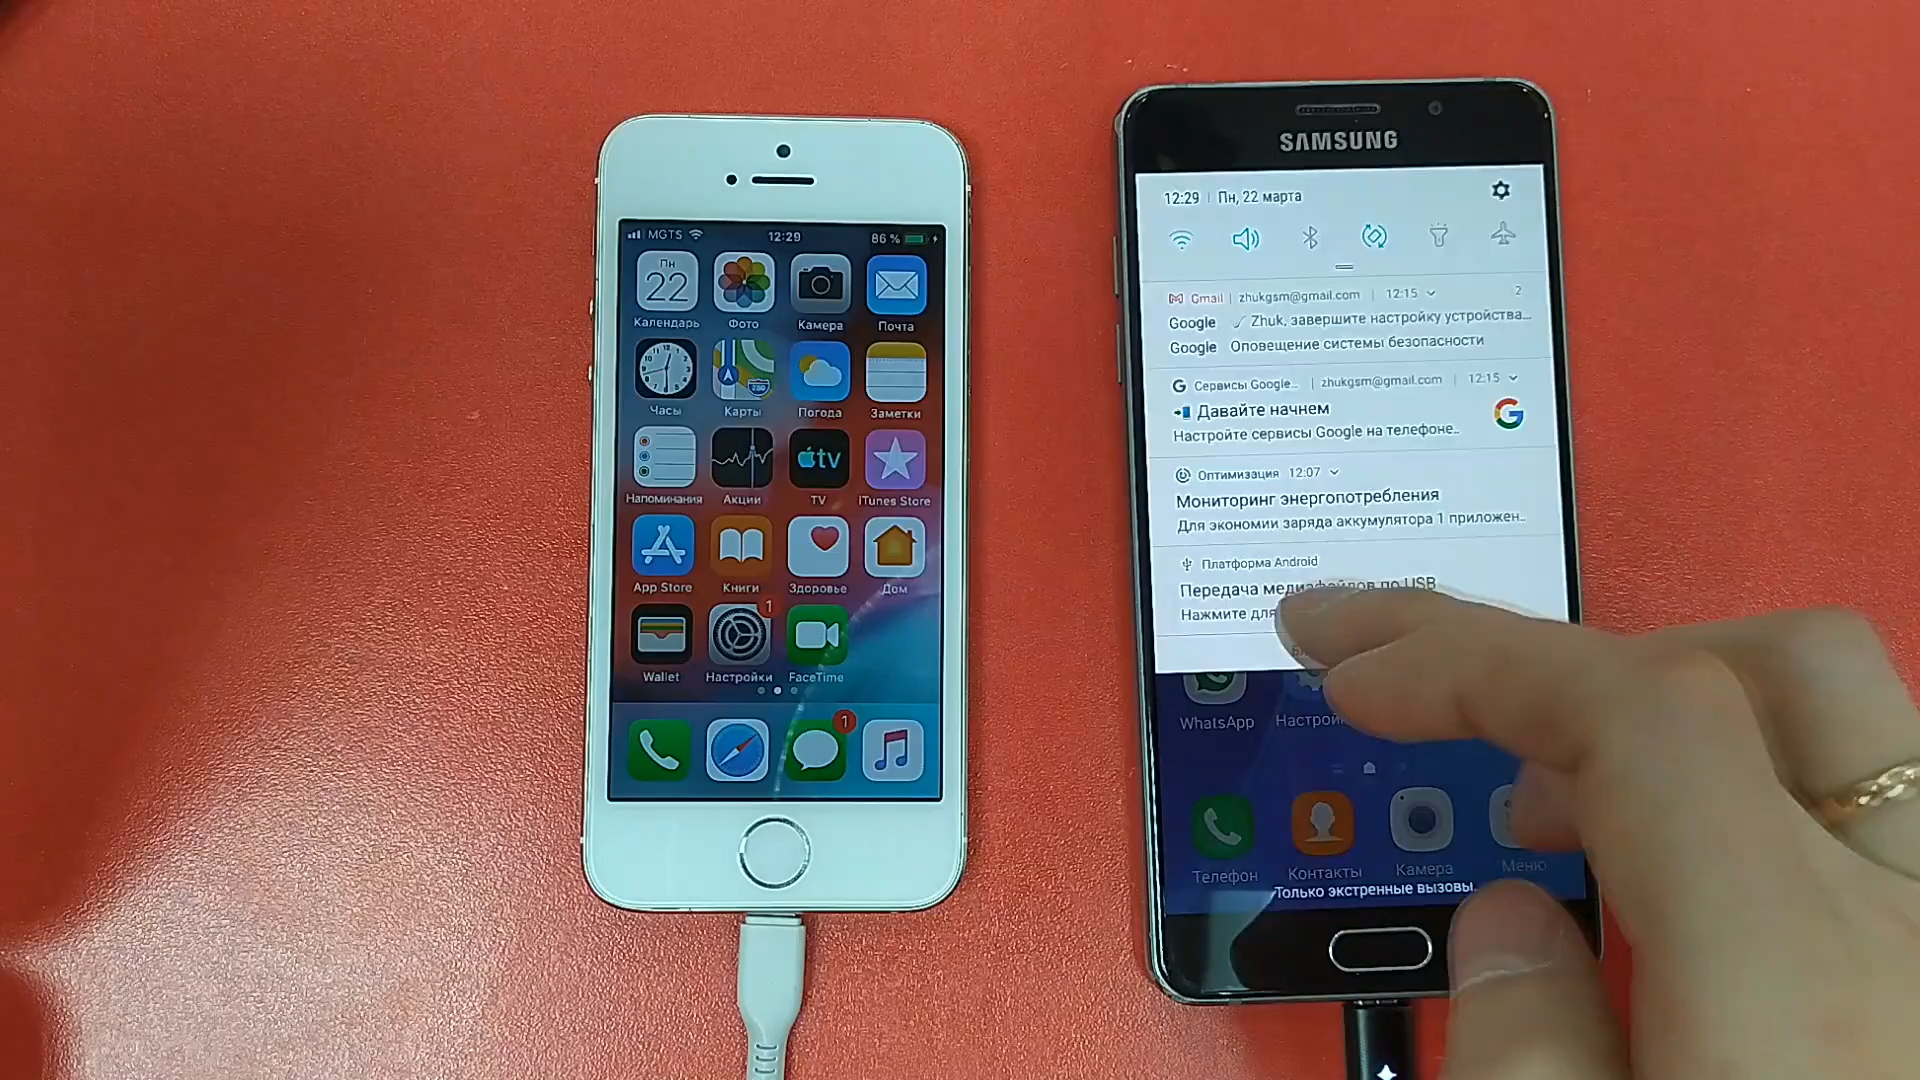 MGTS
12:29
86 %
Пн
22
Календарь
Фото
Камера
Почта
Часы
Карты
280
Погода
Заметки
Напоминания
Акции
tv
TV
iTunes Store
App Store
Книги
Здоровье
Дом
1
Wallet
Настройки
FaceTime
1
SAMSUNG
12:29 | Пн, 22 марта
Gmail | zhukgsm@gmail.com | 12:15
2
Google Zhuk, завершите настройку устройства...
Google Оповещение системы безопасности
G Сервисы Google... | zhukgsm@gmail.com | 12:15
Давайте начнем
G
Настройте сервисы Google на телефоне..
Оптимизация 12:07
Мониторинг энергопотребления
Для экономии заряда аккумулятора 1 приложен..
Платформа Android
Передача медиафайлов по USB
Нажмите для
WhatsApp
Настрой
Телефон
Контакты
Камера
Меню
Только экстренные вызовы.